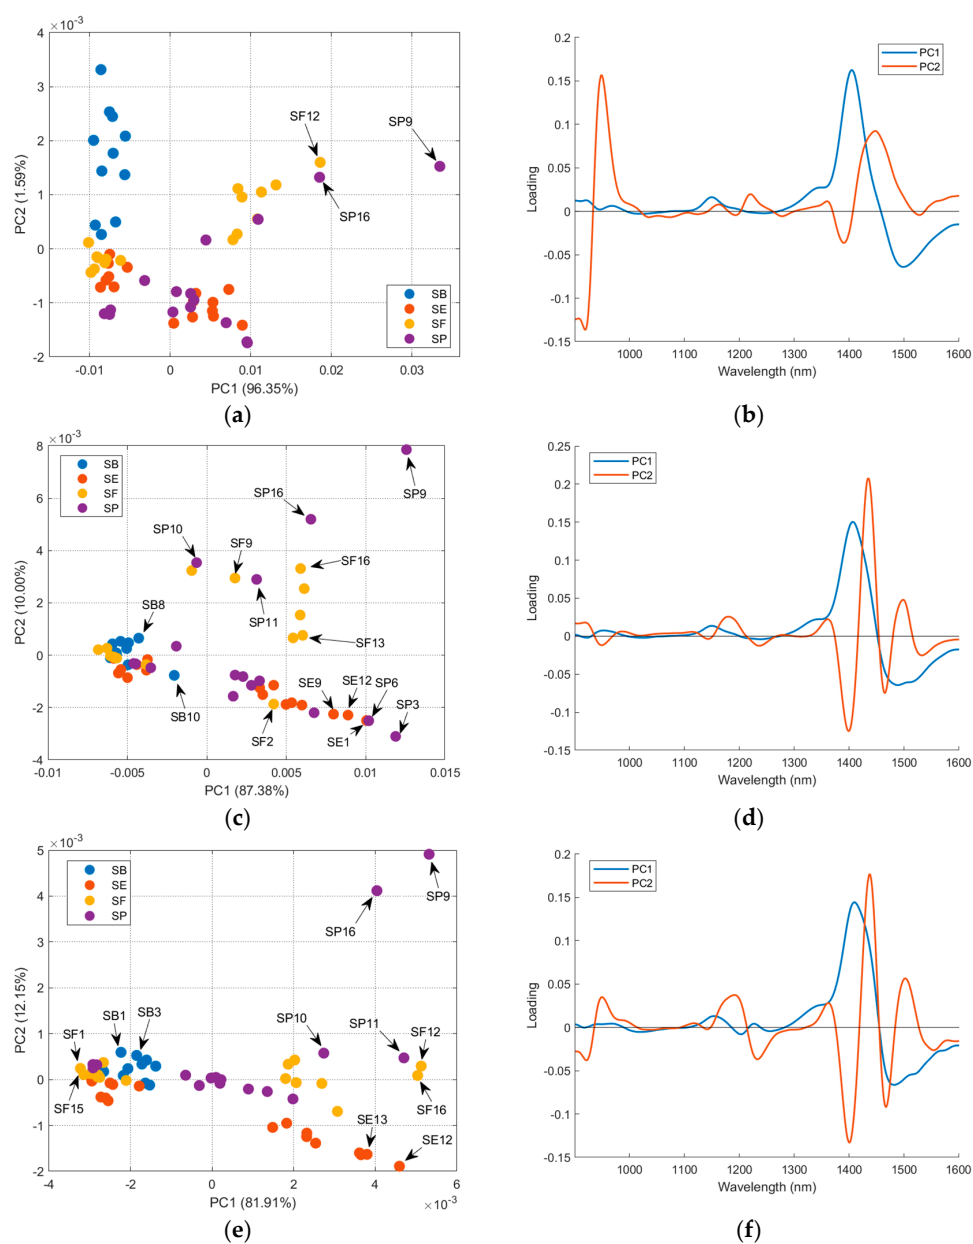 ×10⁻³
4
3
2
1
0
-1
-2
PC2 (1.59%)
SF12
SP9
SP16
SB
SE
SF
SP
-0.01
0
0.01
0.02
0.03
PC1 (96.35%)
(a)
0.2
0.15
0.1
0.05
0
-0.05
-0.1
-0.15
Loading
PC1
PC2
1000
1100
1200
1300
1400
1500
1600
Wavelength (nm)
(b)
×10⁻³
8
6
4
2
0
-2
-4
PC2 (10.00%)
SB
SE
SF
SP
SP9
SP16
SP10
SF9
SF16
SP11
SB8
SF13
SB10
SE9
SE12
SP6
SF2
SE1
SP3
-0.01
-0.005
0
0.005
0.01
0.015
PC1 (87.38%)
(c)
0.25
0.2
0.15
0.1
0.05
0
-0.05
-0.1
-0.15
Loading
PC1
PC2
1000
1100
1200
1300
1400
1500
1600
Wavelength (nm)
(d)
×10⁻³
5
4
3
2
1
0
-1
-2
PC2 (12.15%)
SB
SE
SF
SP
SP9
SP16
SF1
SB1
SB3
SP10
SP11
SF12
SF15
SF16
SE13
SE12
-4
-2
0
2
4
6
PC1 (81.91%)
×10⁻³
(e)
0.2
0.15
0.1
0.05
0
-0.05
-0.1
-0.15
Loading
PC1
PC2
1000
1100
1200
1300
1400
1500
1600
Wavelength (nm)
(f)